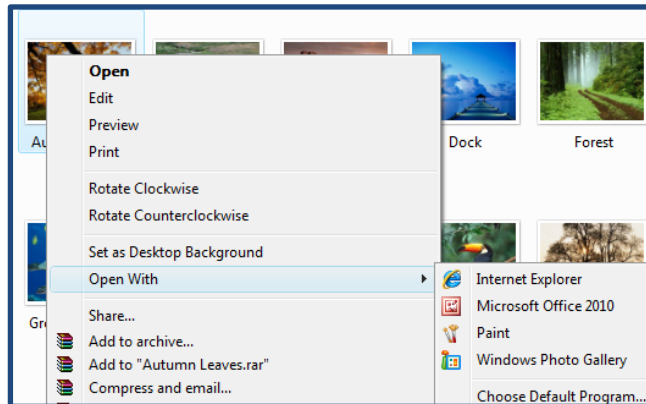 Open
Edit
Preview
Print
Au
Dock
Forest
Rotate Clockwise
Rotate Counterclockwise
Set as Desktop Background
Open With
Internet Explorer
Microsoft Office 2010
Paint
Windows Photo Gallery
Choose Default Program...
Gr
Share...
Add to archive...
Add to "Autumn Leaves.rar"
Compress and email...